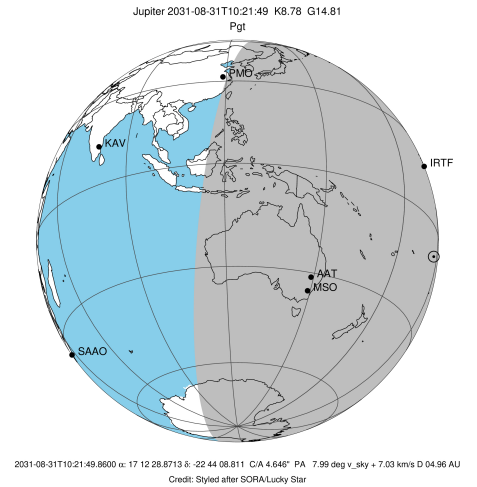 Jupiter 2031-08-31T10:21:49 K8.78 G14.81
Pgt
PMO
KAV
IRTF
AAT
MSO
SAAO
2031-08-31T10:21:49.8600 α: 17 12 28.8713 δ: -22 44 08.811 C/A 4.646" PA 7.99 deg v_sky + 7.03 km/s D 04.96 AU
Credit: Styled after SORA/Lucky Star